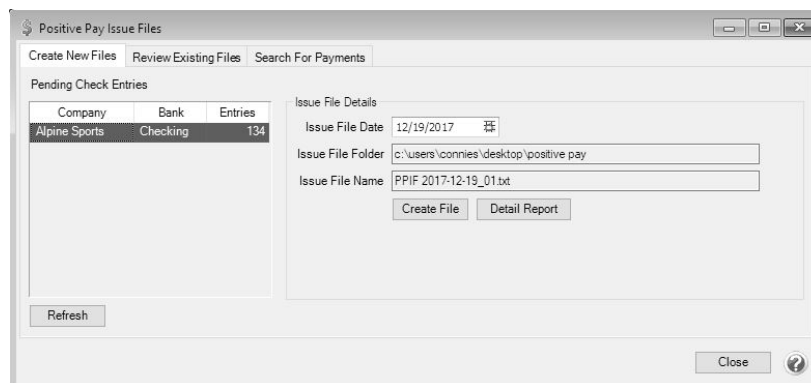 Positive Pay Issue Files
Create New Files Review Existing Files Search For Payments
Pending Check Entries
Company Bank Entries
Alpine Sports Checking 134
Issue File Details
Issue File Date 12/19/2017
Issue File Folder c:\users\connies\desktop\positive pay
Issue File Name PPIF 2017-12-19_01.txt
Create File Detail Report
Refresh
Close ?